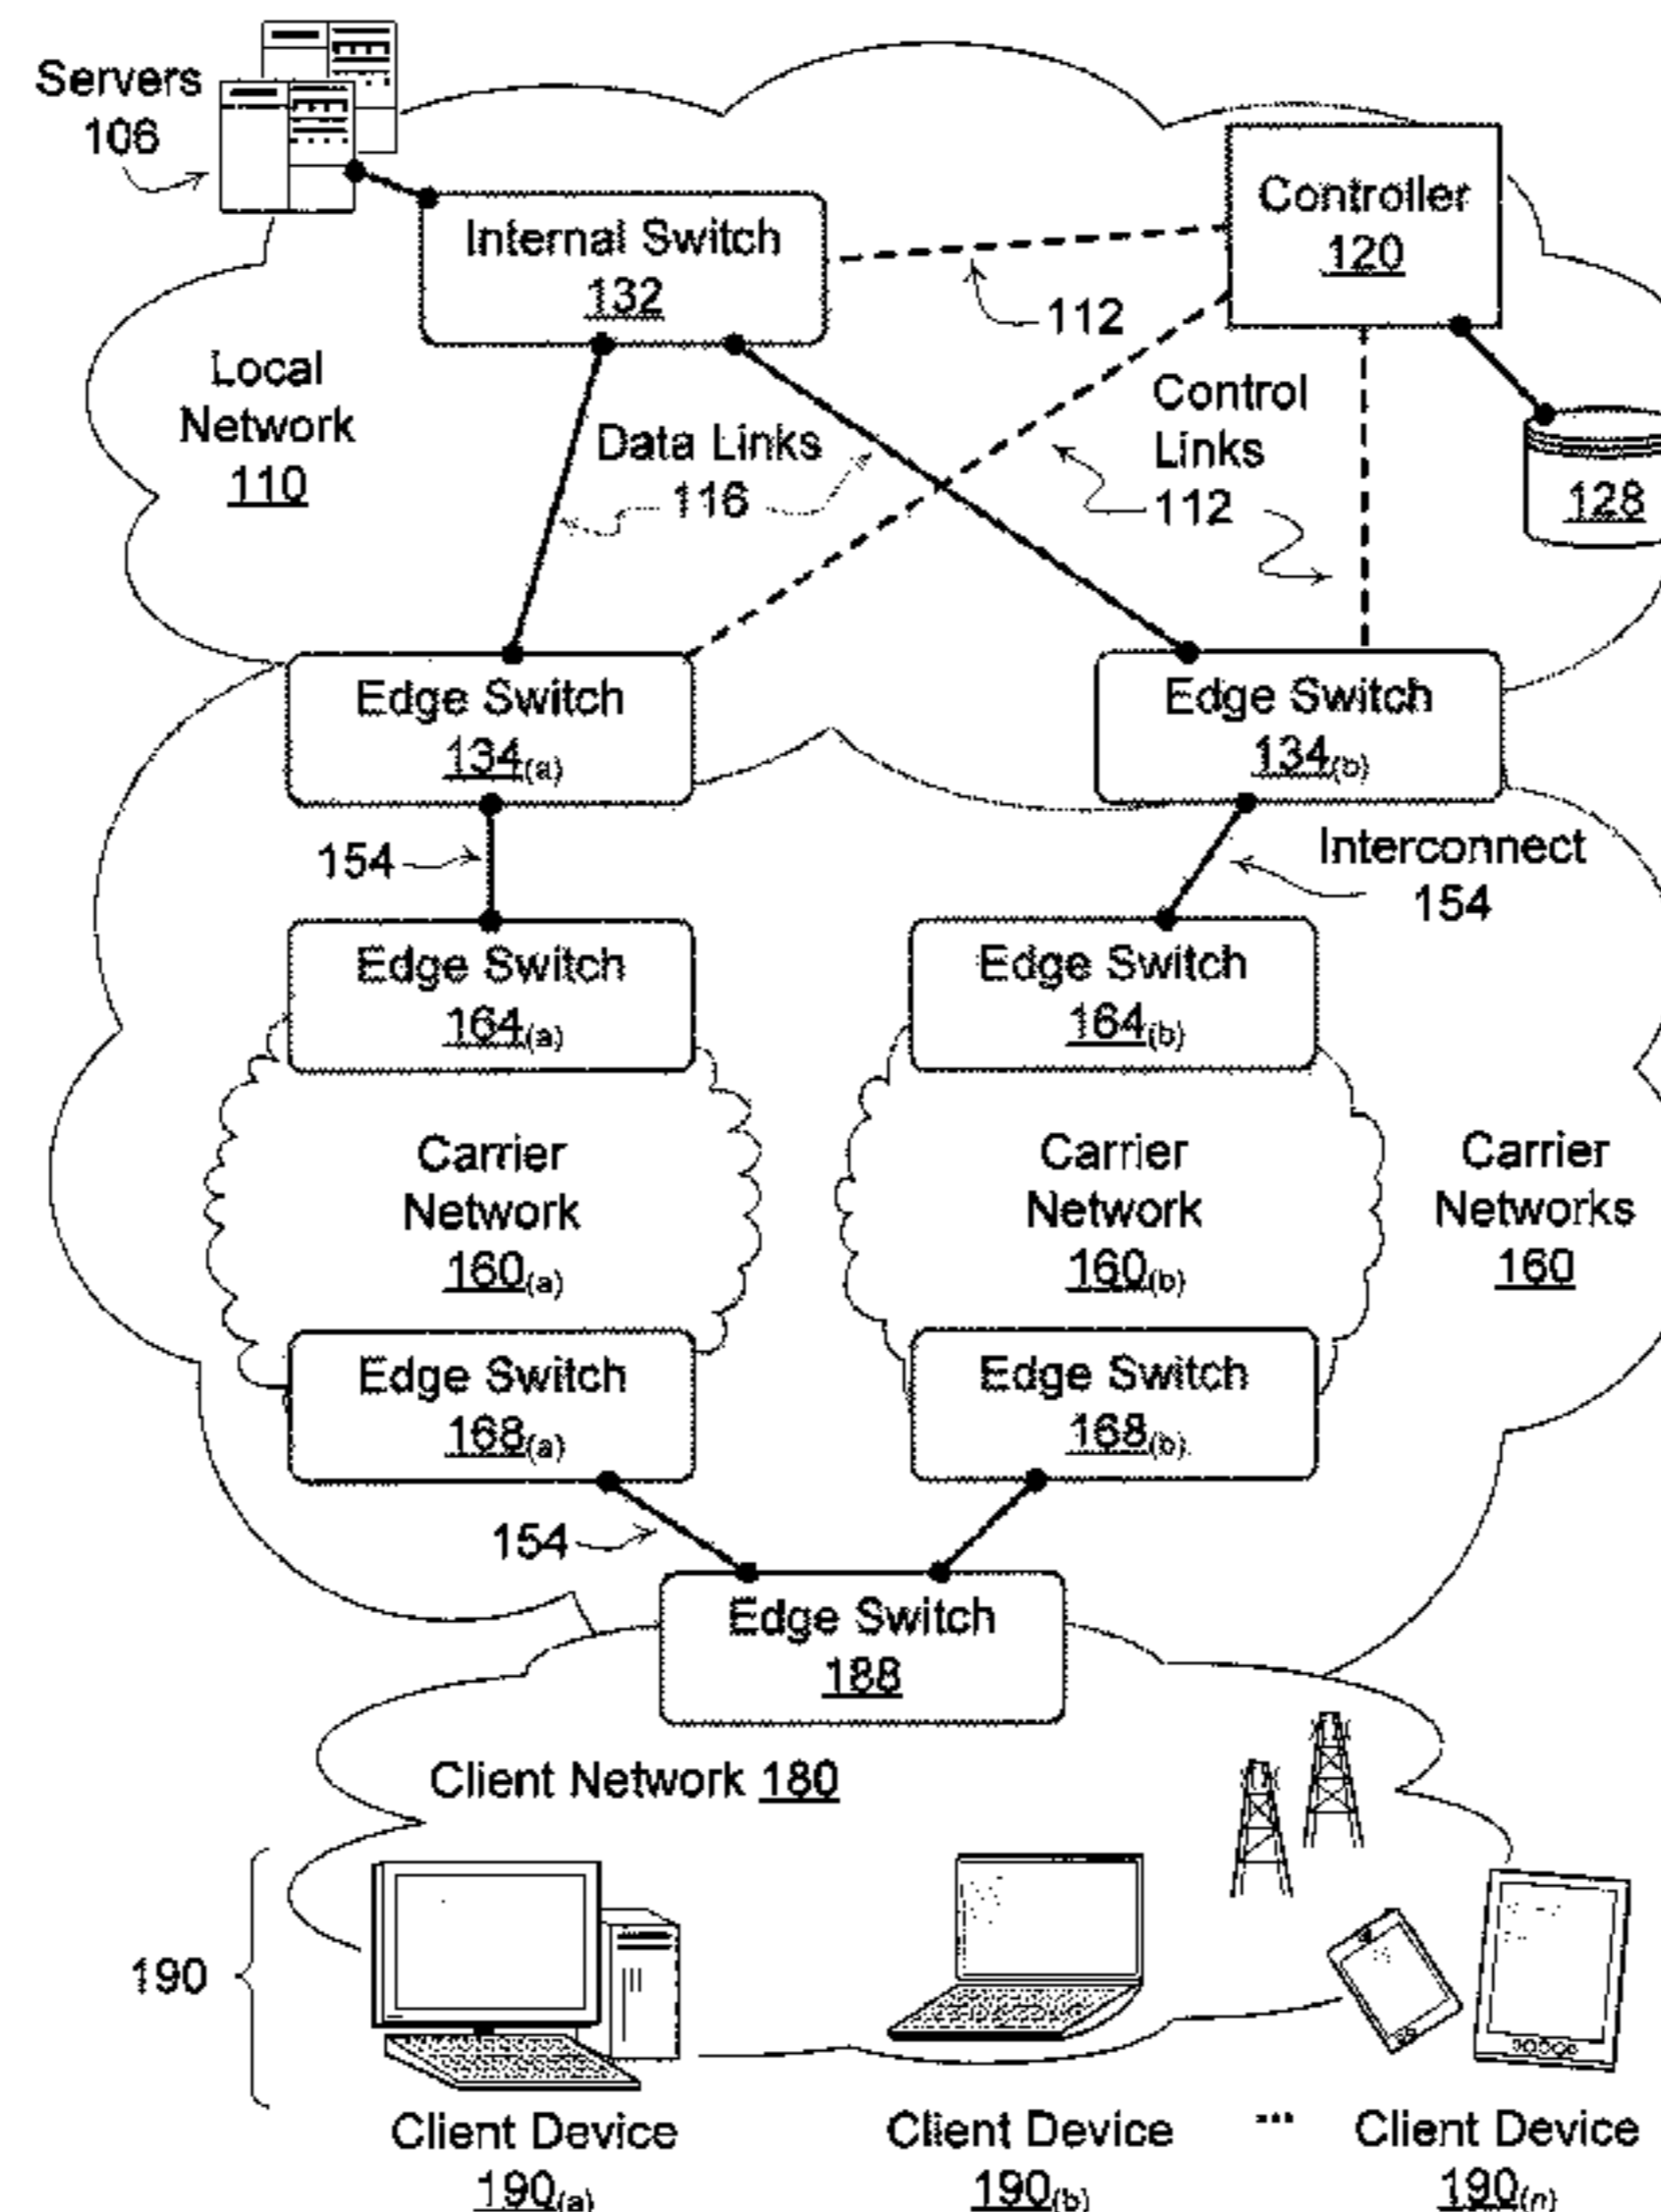 Servers
106
Internal Switch
132
Controller
120
112
Local
Network
110
Data Links
116
Control
Links
112
128
Edge Switch
134(a)
Edge Switch
134(b)
154
Interconnect
154
Edge Switch
164(a)
Edge Switch
164(b)
Carrier
Network
160(a)
Carrier
Network
160(b)
Carrier
Networks
160
Edge Switch
168(a)
Edge Switch
168(b)
154
Edge Switch
188
Client Network 180
190
Client Device
190(a)
Client Device
190(b)
...
Client Device
190(n)